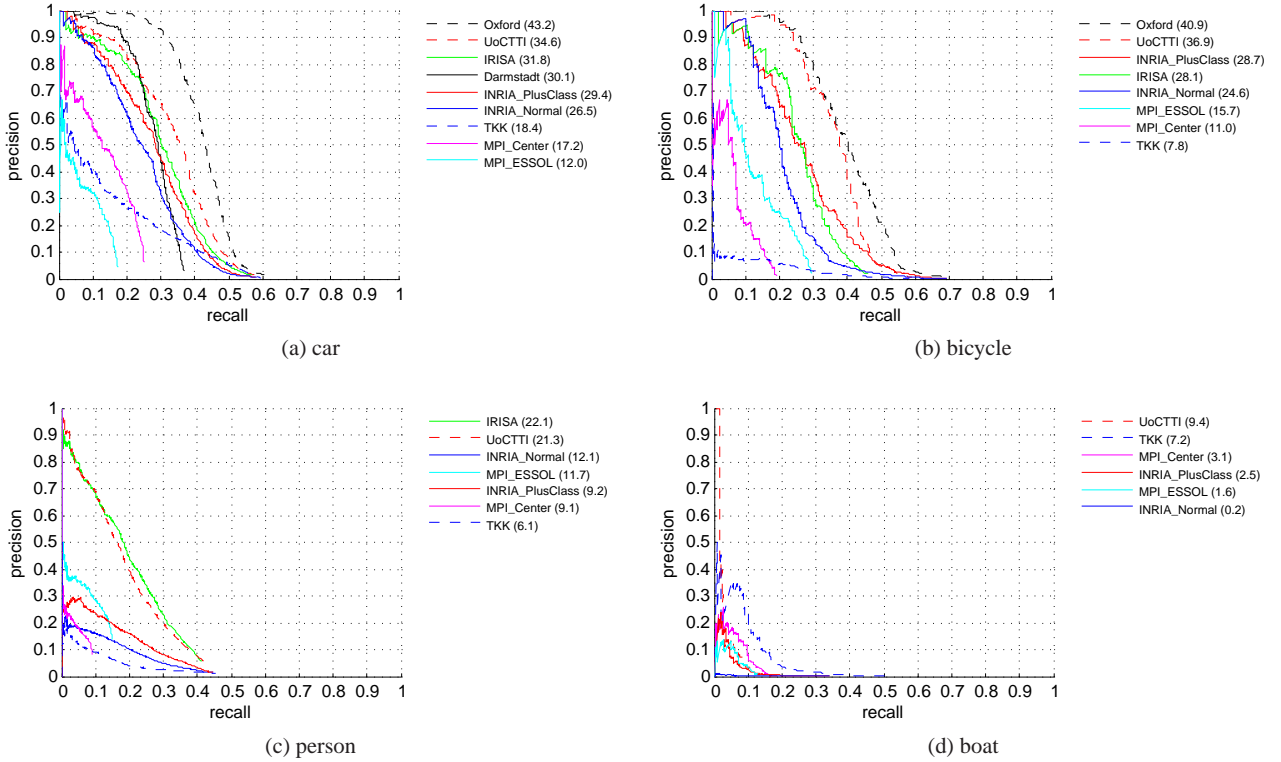 1
0.9
0.8
0.7
0.6
0.5
0.4
0.3
0.2
0.1
0
precision
0 0.1 0.2 0.3 0.4 0.5 0.6 0.7 0.8 0.9 1
recall
Oxford (43.2)
UoCTTI (34.6)
IRISA (31.8)
Darmstadt (30.1)
INRIA_PlusClass (29.4)
INRIA_Normal (26.5)
TKK (18.4)
MPI_Center (17.2)
MPI_ESSOL (12.0)
(a) car
1
0.9
0.8
0.7
0.6
0.5
0.4
0.3
0.2
0.1
0
precision
0 0.1 0.2 0.3 0.4 0.5 0.6 0.7 0.8 0.9 1
recall
Oxford (40.9)
UoCTTI (36.9)
INRIA_PlusClass (28.7)
IRISA (28.1)
INRIA_Normal (24.6)
MPI_ESSOL (15.7)
MPI_Center (11.0)
TKK (7.8)
(b) bicycle
1
0.9
0.8
0.7
0.6
0.5
0.4
0.3
0.2
0.1
0
precision
0 0.1 0.2 0.3 0.4 0.5 0.6 0.7 0.8 0.9 1
recall
IRISA (22.1)
UoCTTI (21.3)
INRIA_Normal (12.1)
MPI_ESSOL (11.7)
INRIA_PlusClass (9.2)
MPI_Center (9.1)
TKK (6.1)
(c) person
1
0.9
0.8
0.7
0.6
0.5
0.4
0.3
0.2
0.1
0
precision
0 0.1 0.2 0.3 0.4 0.5 0.6 0.7 0.8 0.9 1
recall
UoCTTI (9.4)
TKK (7.2)
MPI_Center (3.1)
INRIA_PlusClass (2.5)
MPI_ESSOL (1.6)
INRIA_Normal (0.2)
(d) boat